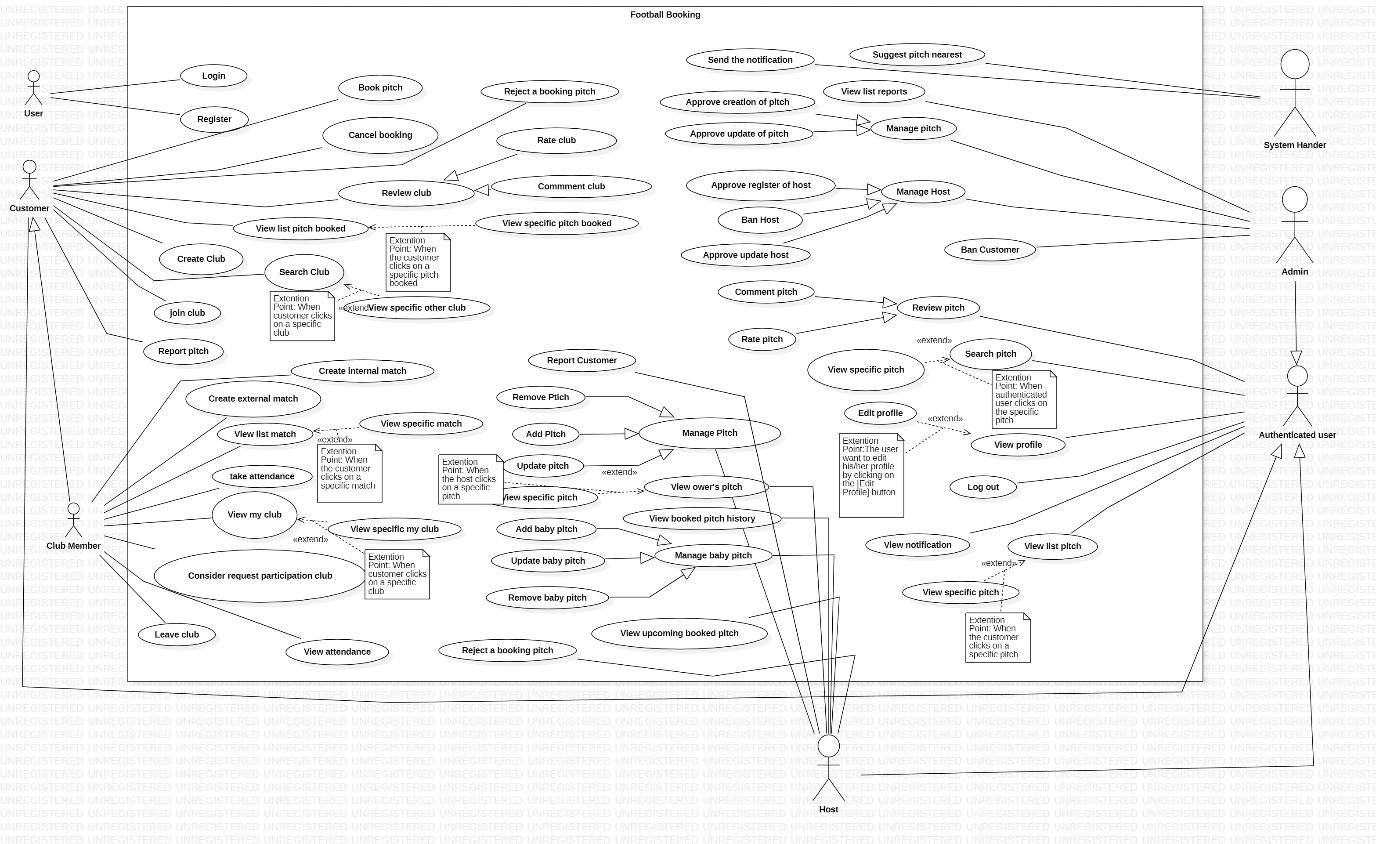 Football Booking
User
Login
Register
Customer
Book pitch
Cancel booking
Reject a booking pitch
Rate club
Review club
Commment club
View list pitch booked
View specific pitch booked
Extention
Point: When
the customer
clicks on a
specific pitch
booked
Create Club
Search Club
Extention
Point: When
customer clicks
on a specific
club
«extend»
View specific other club
join club
Report pitch
Send the notification
Suggest pitch nearest
System Hander
Approve creation of pitch
View list reports
Approve update of pitch
Manage pitch
Approve register of host
Manage Host
Ban Host
Approve update host
Ban Customer
Admin
Comment pitch
Review pitch
Rate pitch
«extend»
View specific pitch
Search pitch
Extention
Point: When
authenticated
user clicks on
the specific
pitch
Authenticated user
Edit profile
«extend»
View profile
Extention
Point:The user
want to edit
his/her profile
by clicking on
the [Edit
Profile] button
Log out
View notification
View list pitch
«extend»
View specific pitch
Extention
Point: When
the customer
clicks on a
specific pitch
Create internal match
Create external match
View list match
View specific match
«extend»
Extention
Point: When
the customer
clicks on a
specific match
take attendance
View my club
View specific my club
«extend»
Extention
Point: When
customer clicks
on a specific
club
Club Member
Consider request participation club
Leave club
View attendance
Report Customer
Remove Ptich
Add Pitch
Manage Pitch
Update pitch
Extention
Point: When
the host clicks
on a specific
pitch
«extend»
View specific pitch
View ower's pitch
View booked pitch history
Add baby pitch
Update baby pitch
Manage baby pitch
Remove baby pitch
View upcoming booked pitch
Reject a booking pitch
Host
UNREGISTERED